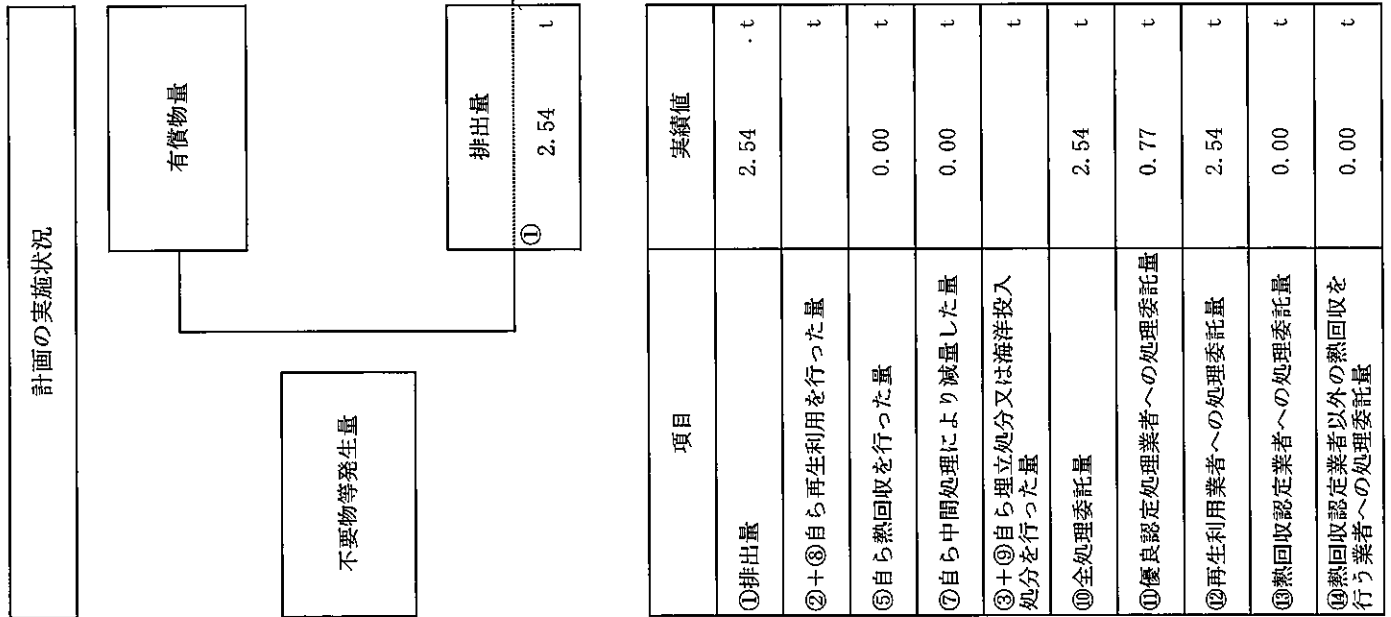 計画の実施状況
有償物量
不要物等発生量
排出量
① 2.54 t
項目 実績値
①排出量 2.54 t
②+⑧自ら再生利用を行った量 t
⑤自ら熱回収を行った量 0.00 t
⑦自ら中間処理により減量した量 0.00 t
③+⑨自ら埋立処分又は海洋投入
処分を行った量 t
⑩全処理委託量 2.54 t
⑪優良認定処理業者への処理委託量 0.77 t
⑫再生利用業者への処理委託量 2.54 t
⑬熱回収認定業者への処理委託量 0.00 t
⑭熱回収認定業者以外の熱回収を
行う業者への処理委託量 0.00 t